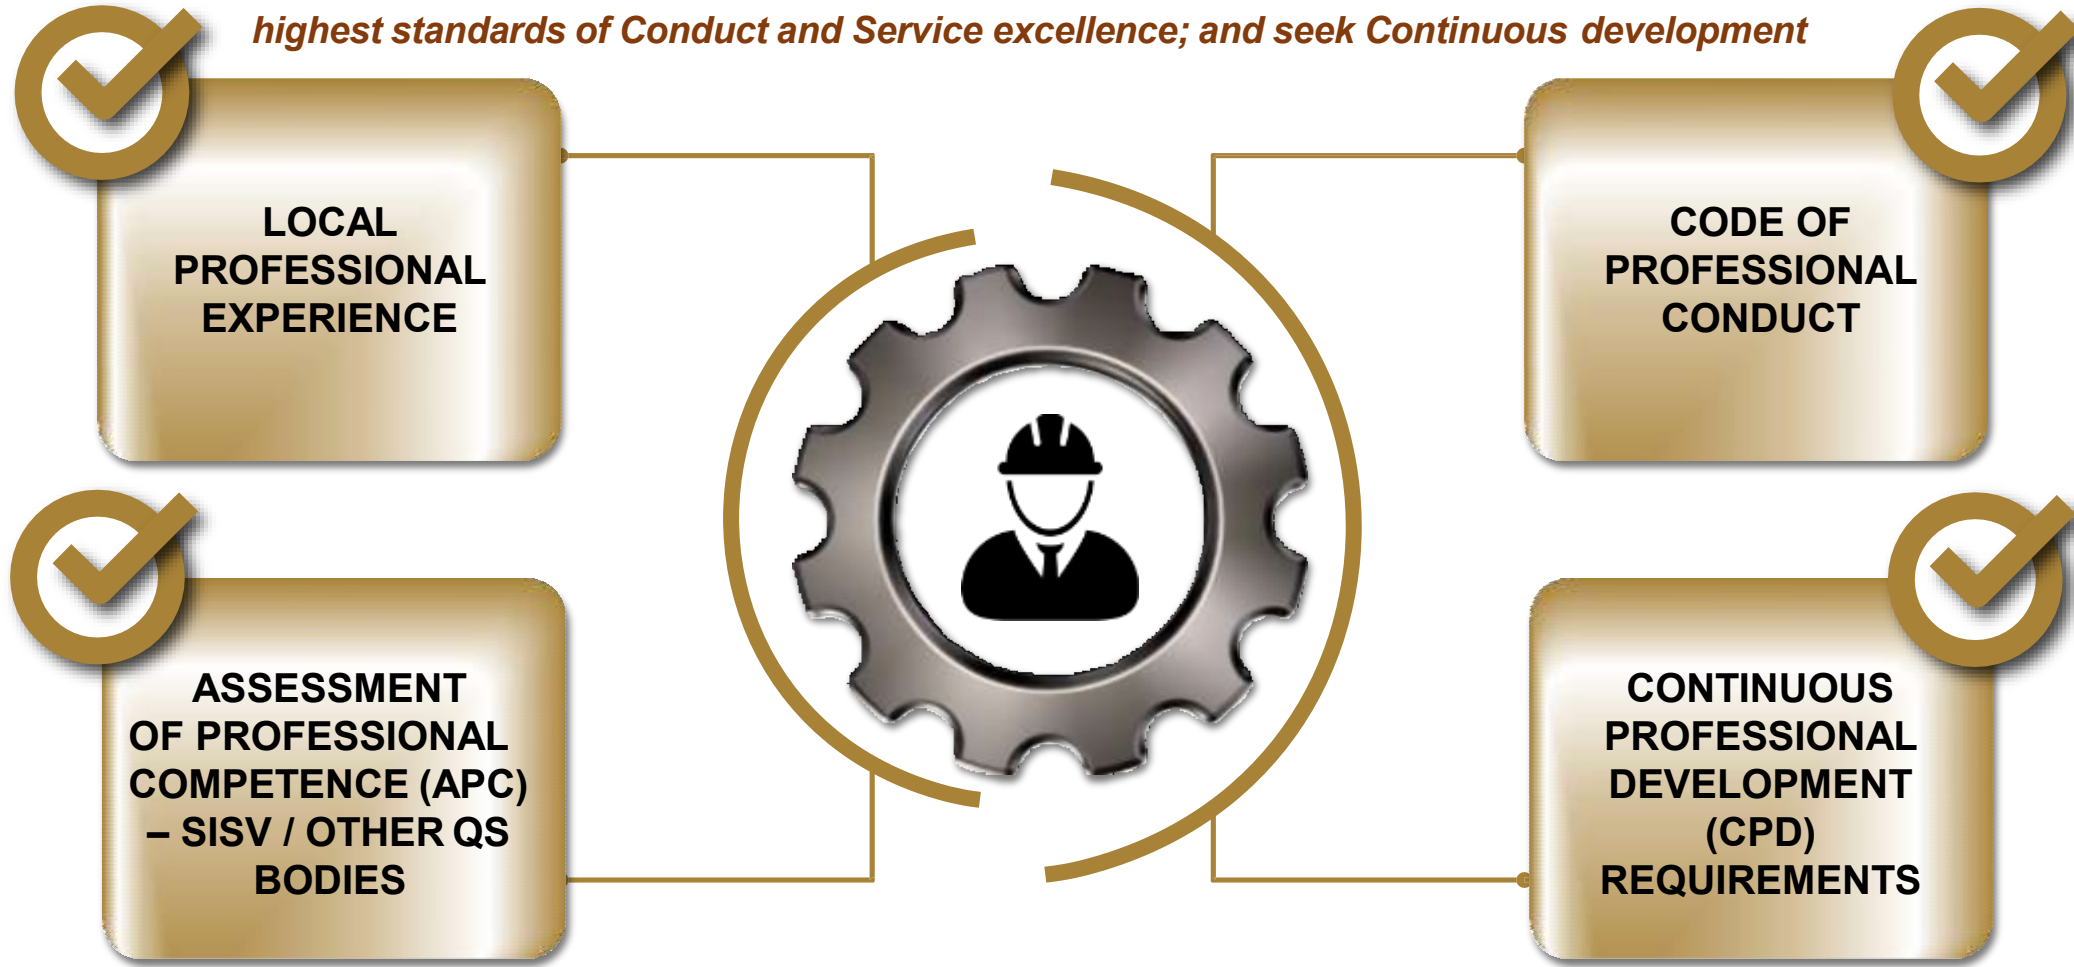 highest standards of Conduct and Service excellence; and seek Continuous development
LOCAL
PROFESSIONAL
EXPERIENCE
CODE OF
PROFESSIONAL
CONDUCT
ASSESSMENT
OF PROFESSIONAL
COMPETENCE (APC)
– SISV / OTHER QS
BODIES
CONTINUOUS
PROFESSIONAL
DEVELOPMENT
(CPD)
REQUIREMENTS